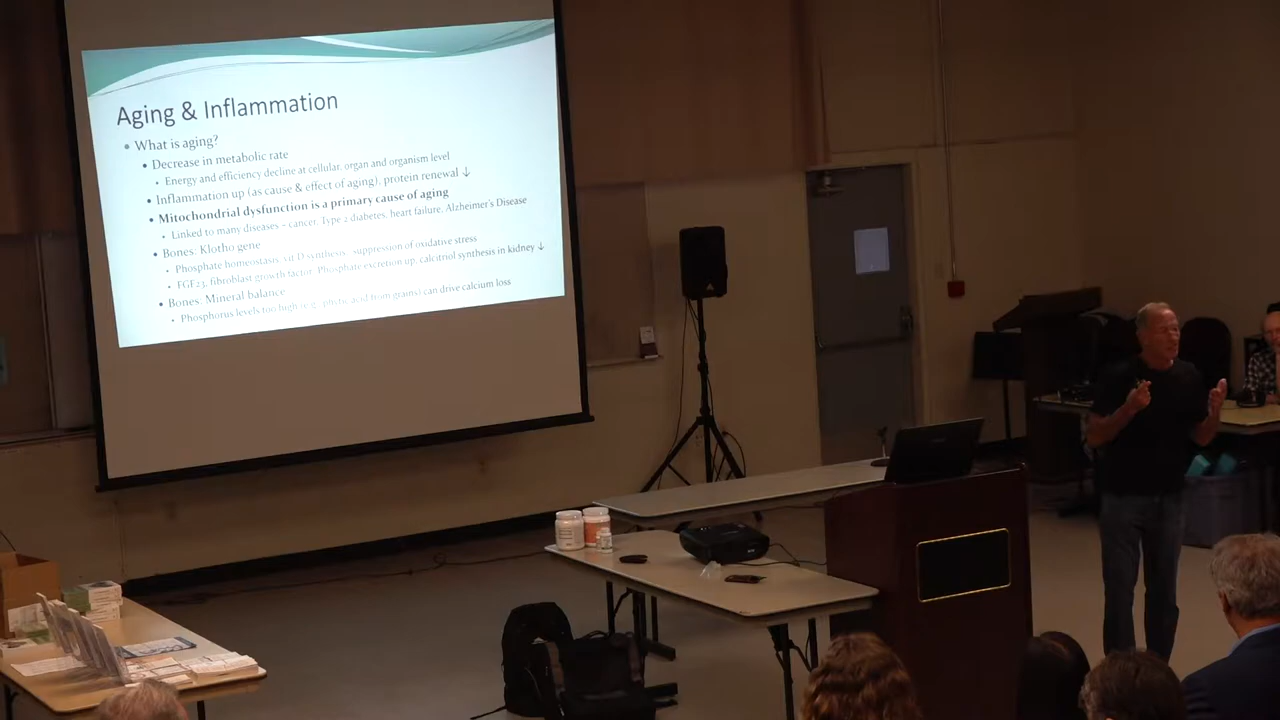 Aging & Inflammation
• What is aging?
• Decrease in metabolic rate
• Energy and efficiency decline at cellular, organ and organism level
• Inflammation up (as cause & effect of aging), protein renewal ↓
• Mitochondrial dysfunction is a primary cause of aging
• Linked to many diseases – cancer, Type 2 diabetes, heart failure, Alzheimer's Disease
• Bones: Klotho gene
• Phosphate homeostasis, vit D synthesis, suppression of oxidative stress
• FGF23, fibroblast growth factor: Phosphate excretion up, calcitriol synthesis in kidney ↓
• Bones: Mineral balance
• Phosphorus levels too high (e.g., phytic acid from grains) can drive calcium loss